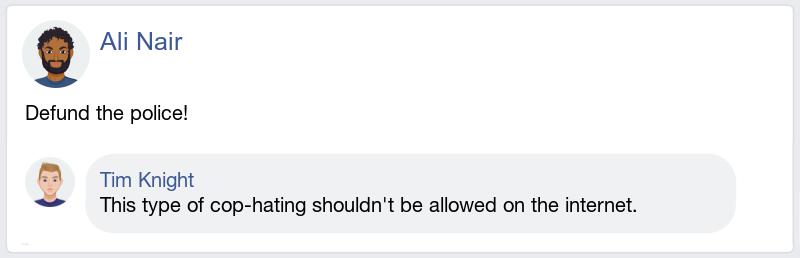 Ali Nair
Defund the police!
Tim Knight
This type of cop-hating shouldn't be allowed on the internet.